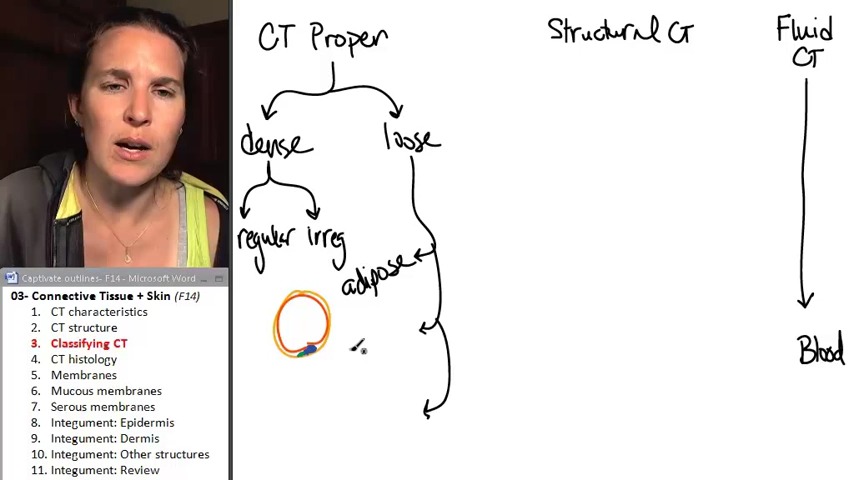 CT Proper
Structural CT
Fluid
CT
dense
loose
regular
irreg
adipose
Blood
Captivate outlines- F14 - Microsoft Word
03- Connective Tissue + Skin (F14)
1. CT characteristics
2. CT structure
3. Classifying CT
4. CT histology
5. Membranes
6. Mucous membranes
7. Serous membranes
8. Integument: Epidermis
9. Integument: Dermis
10. Integument: Other structures
11. Integument: Review